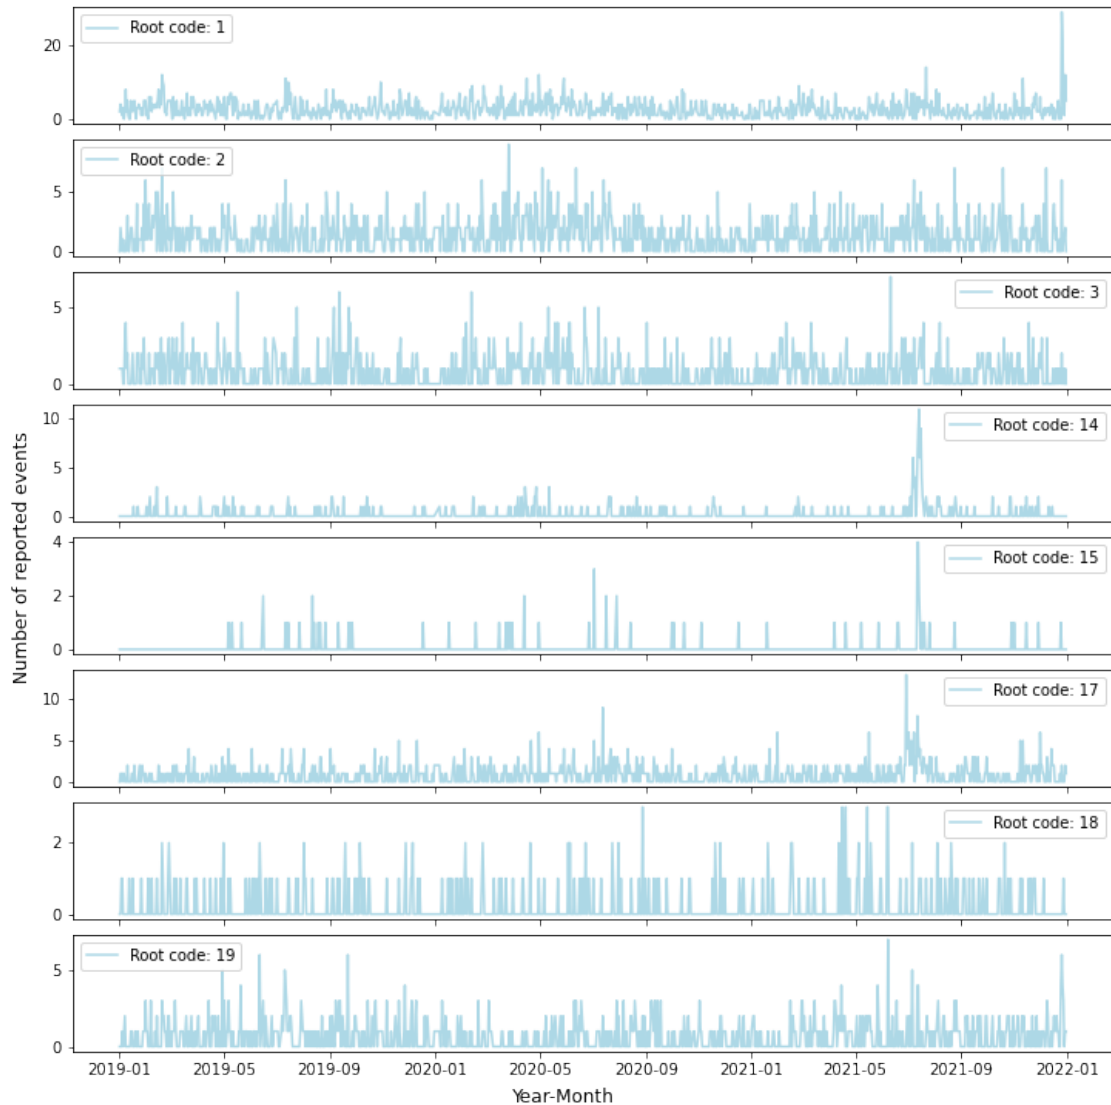 Root code: 1
20
0
Root code: 2
5
0
Root code: 3
5
0
Root code: 14
10
5
0
Root code: 15
4
2
0
Root code: 17
10
5
0
Root code: 18
2
0
Root code: 19
5
0
Number of reported events
2019-01 2019-05 2019-09 2020-01 2020-05 2020-09 2021-01 2021-05 2021-09 2022-01
Year-Month